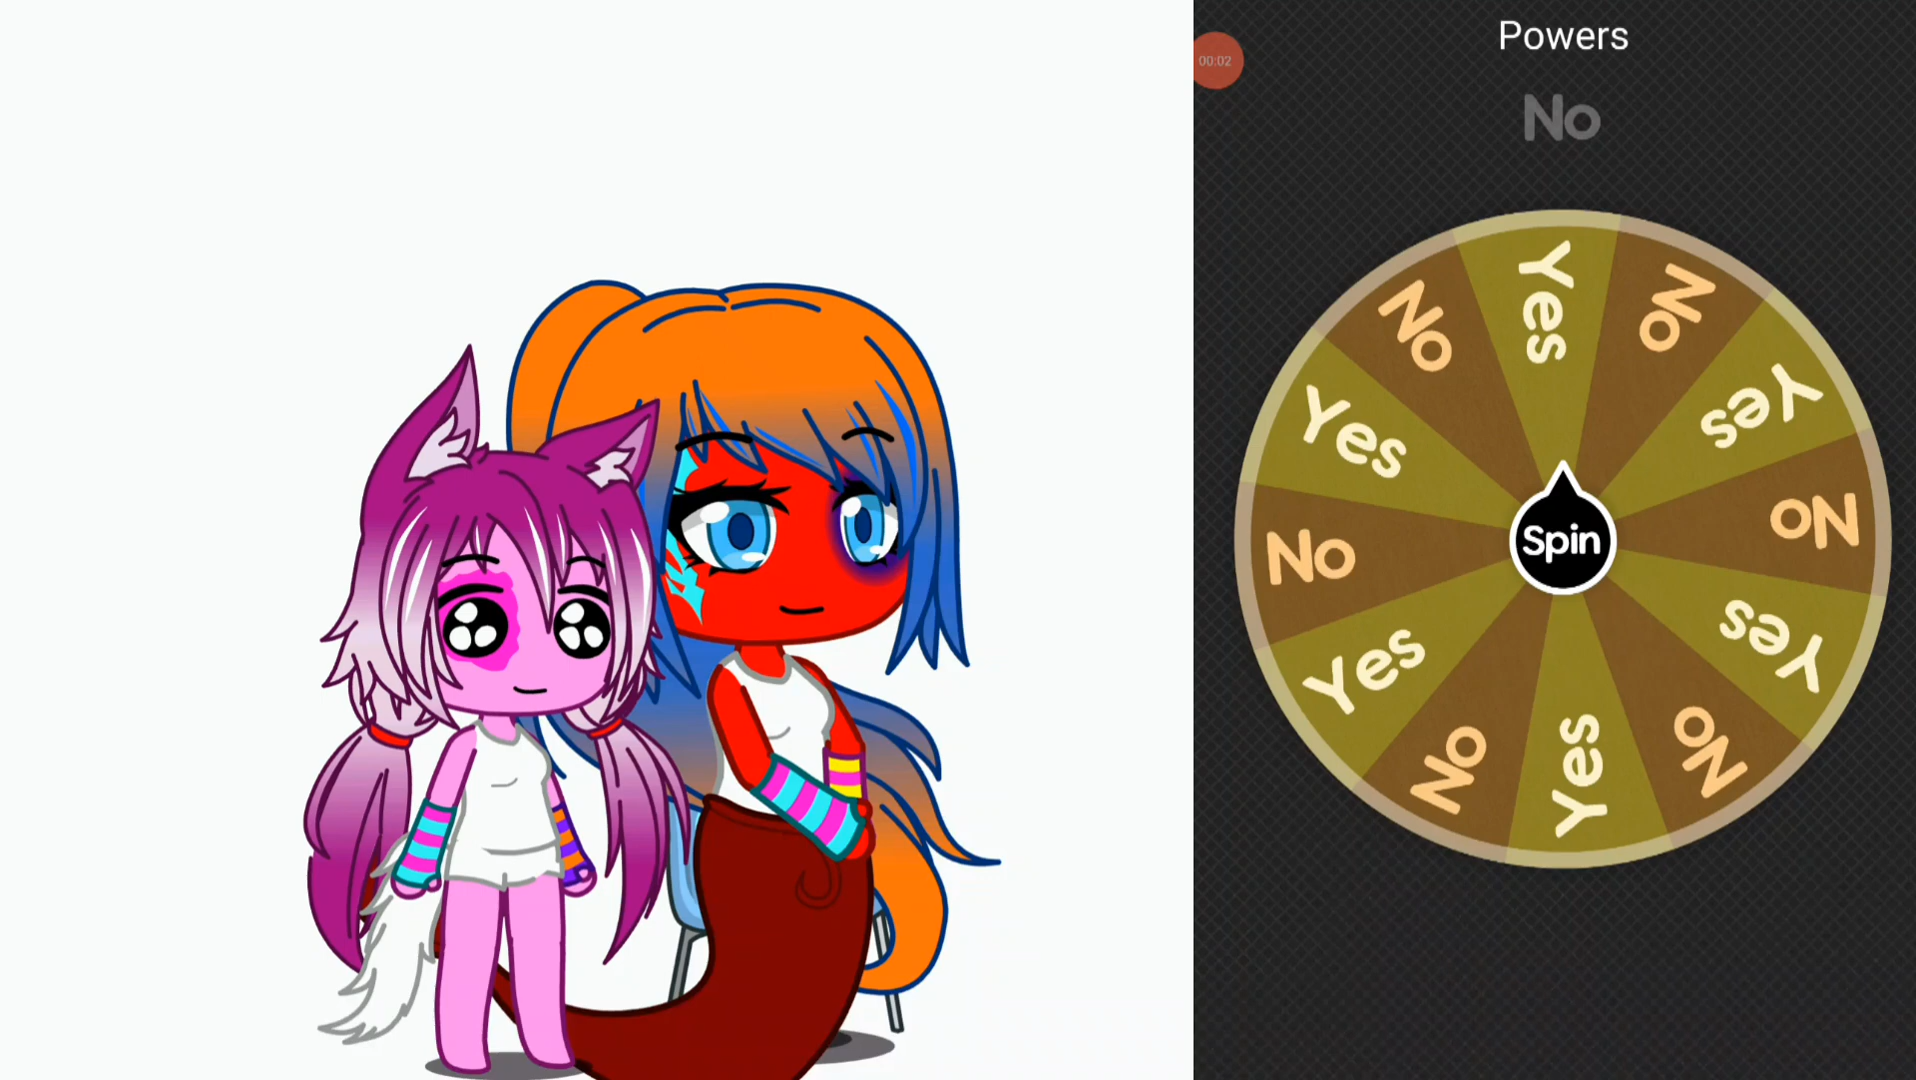 Powers
00:02
No
Yes
No
Yes
No
Yes
No
Yes
No
Yes
No
Yes
No
Spin